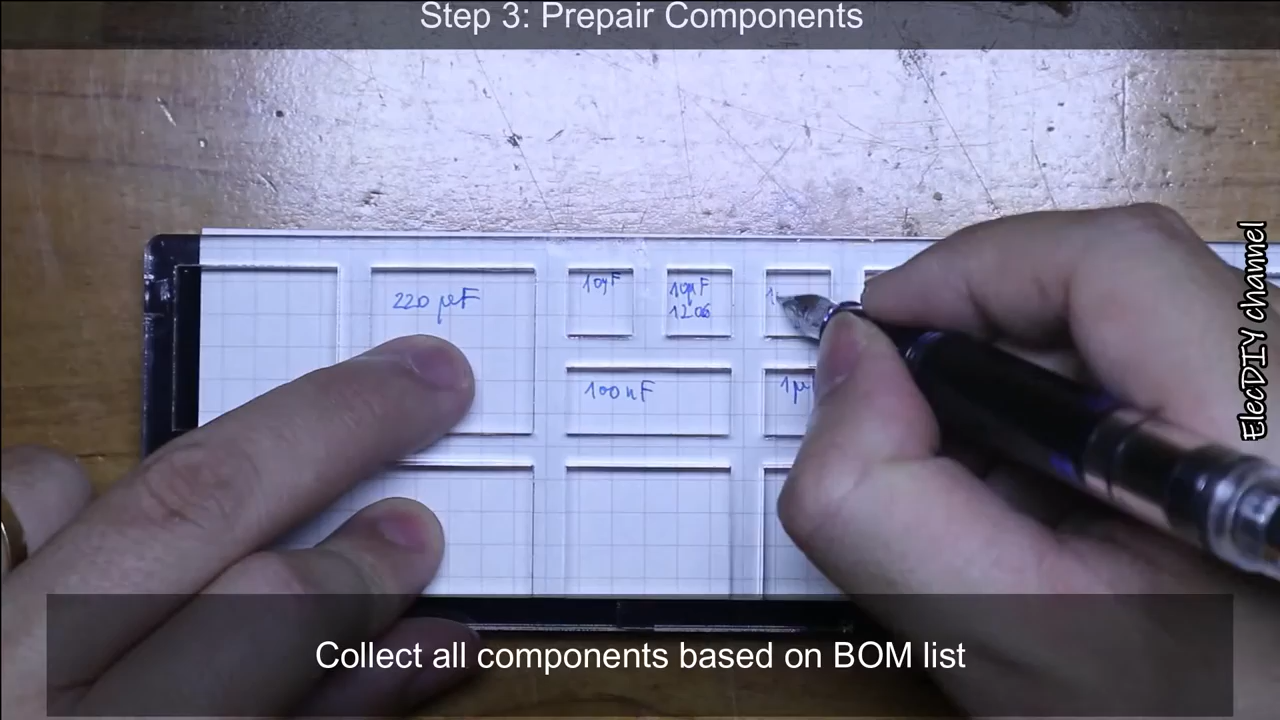 Step 3: Prepair Components
220 µF
10µF
10µF
1206
100nF
ElecDIY channel
Collect all components based on BOM list